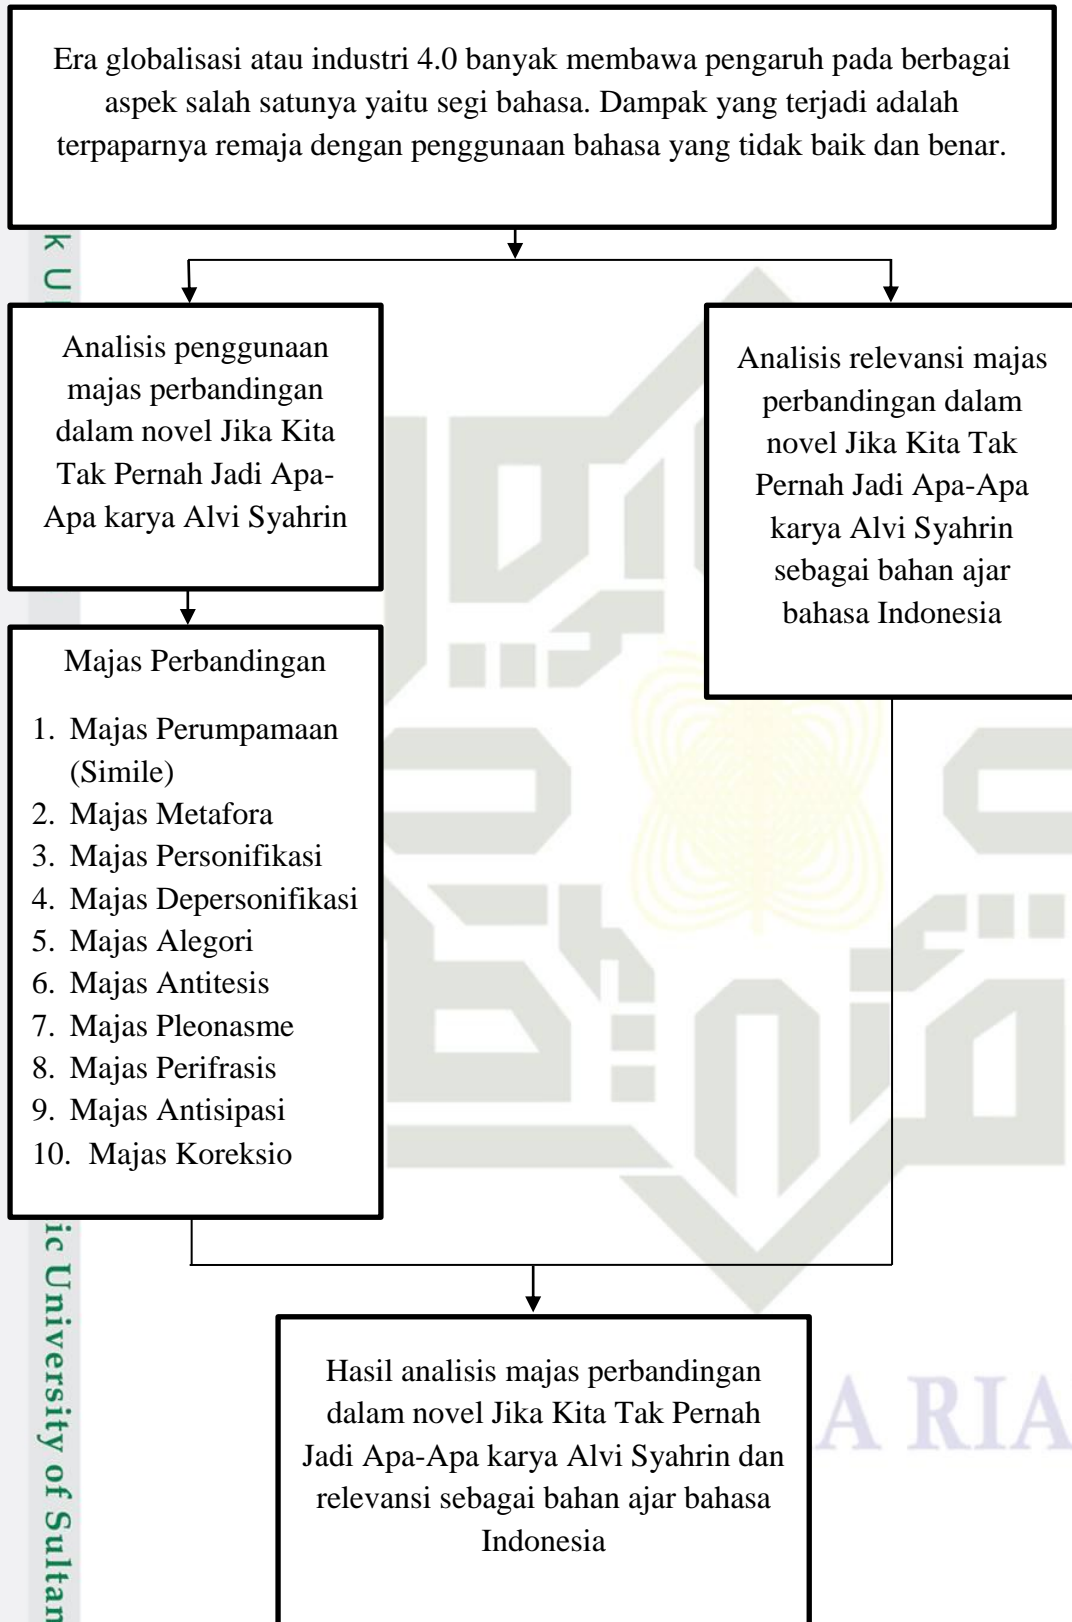 Era globalisasi atau industri 4.0 banyak membawa pengaruh pada berbagai
aspek salah satunya yaitu segi bahasa. Dampak yang terjadi adalah
terpaparnya remaja dengan penggunaan bahasa yang tidak baik dan benar.
Analisis penggunaan
majas perbandingan
dalam novel Jika Kita
Tak Pernah Jadi Apa-
Apa karya Alvi Syahrin
Analisis relevansi majas
perbandingan dalam
novel Jika Kita Tak
Pernah Jadi Apa-Apa
karya Alvi Syahrin
sebagai bahan ajar
bahasa Indonesia
Majas Perbandingan
1. Majas Perumpamaan
(Simile)
2. Majas Metafora
3. Majas Personifikasi
4. Majas Depersonifikasi
5. Majas Alegori
6. Majas Antitesis
7. Majas Pleonasme
8. Majas Perifrasis
9. Majas Antisipasi
10. Majas Koreksio
Hasil analisis majas perbandingan
dalam novel Jika Kita Tak Pernah
Jadi Apa-Apa karya Alvi Syahrin dan
relevansi sebagai bahan ajar bahasa
Indonesia
k U
ic University of Sultan
A RIA